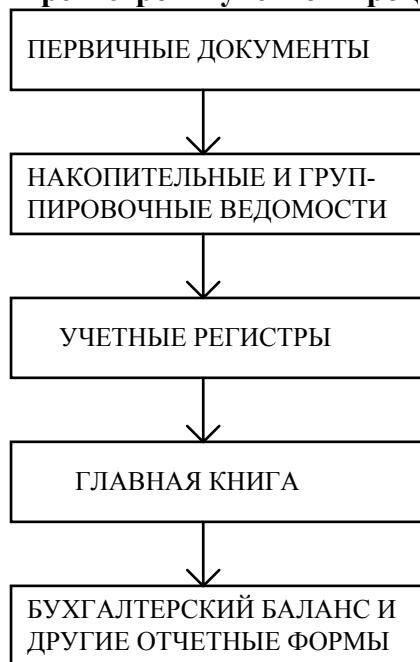 ПЕРВИЧНЫЕ ДОКУМЕНТЫ
НАКОПИТЕЛЬНЫЕ И ГРУП-
ПИРОВОЧНЫЕ ВЕДОМОСТИ
УЧЕТНЫЕ РЕГИСТРЫ
ГЛАВНАЯ КНИГА
БУХГАЛТЕРСКИЙ БАЛАНС И
ДРУГИЕ ОТЧЕТНЫЕ ФОРМЫ